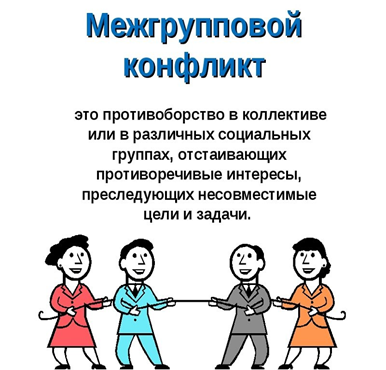 Межгрупповой
конфликт
это противоборство в коллективе
или в различных социальных
группах, отстаивающих
противоречивые интересы,
преследующих несовместимые
цели и задачи.